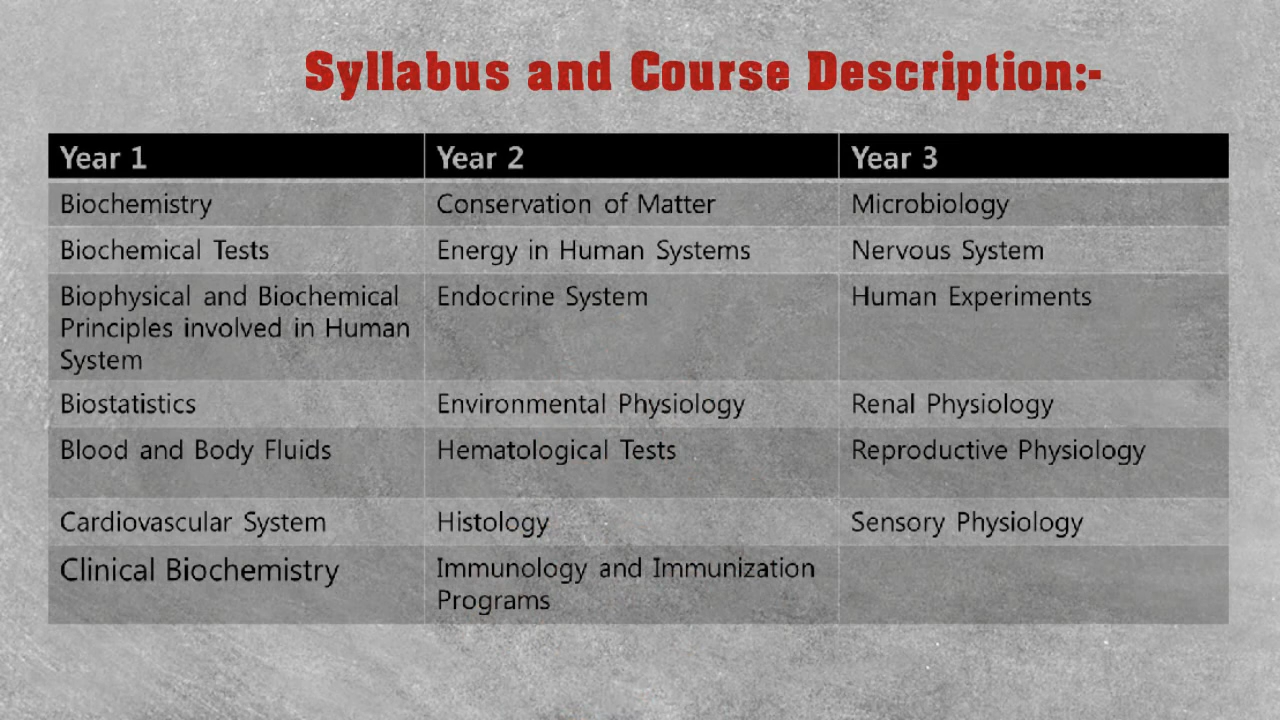 Syllabus and Course Description:-
Year 1 Year 2 Year 3
Biochemistry Conservation of Matter Microbiology
Biochemical Tests Energy in Human Systems Nervous System
Biophysical and Biochemical Endocrine System Human Experiments
Principles involved in Human
System
Biostatistics Environmental Physiology Renal Physiology
Blood and Body Fluids Hematological Tests Reproductive Physiology
Cardiovascular System Histology Sensory Physiology
Clinical Biochemistry Immunology and Immunization
Programs